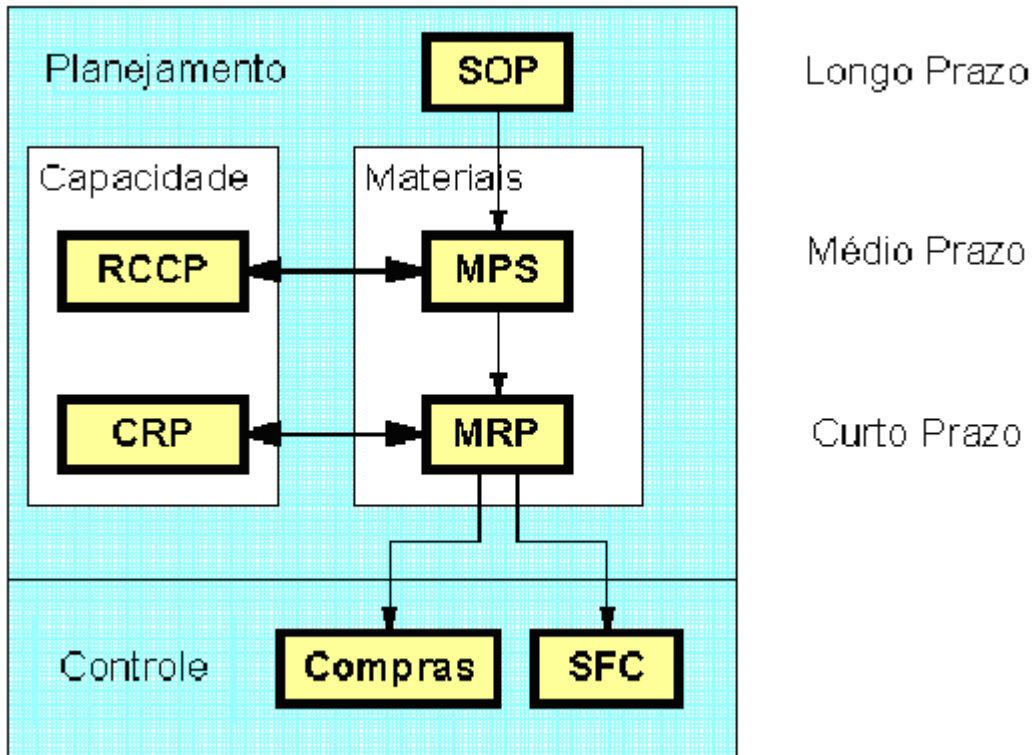 Planejamento
SOP
Longo Prazo
Capacidade
Materiais
RCCP
MPS
Médio Prazo
CRP
MRP
Curto Prazo
Controle
Compras
SFC